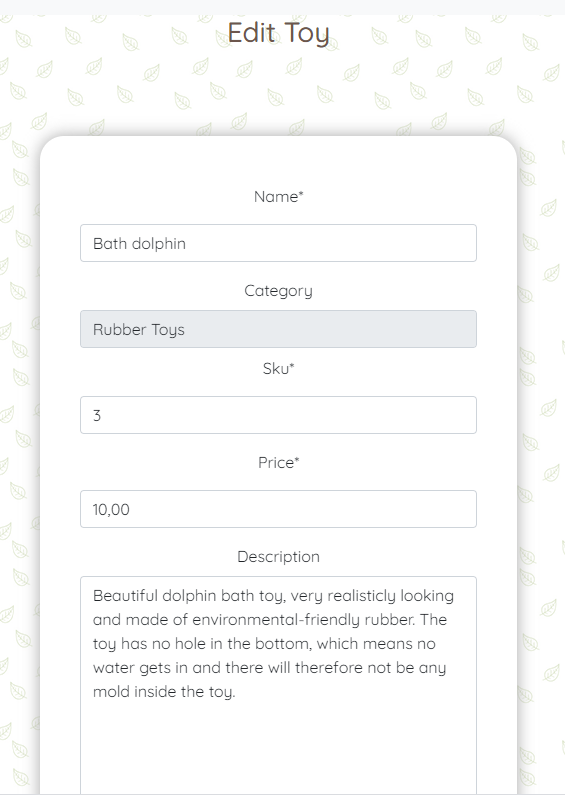 Edit Toy
Name*
Bath dolphin
Category
Rubber Toys
Sku*
3
Price*
10,00
Description
Beautiful dolphin bath toy, very realisticly looking
and made of environmental-friendly rubber. The
toy has no hole in the bottom, which means no
water gets in and there will therefore not be any
mold inside the toy.